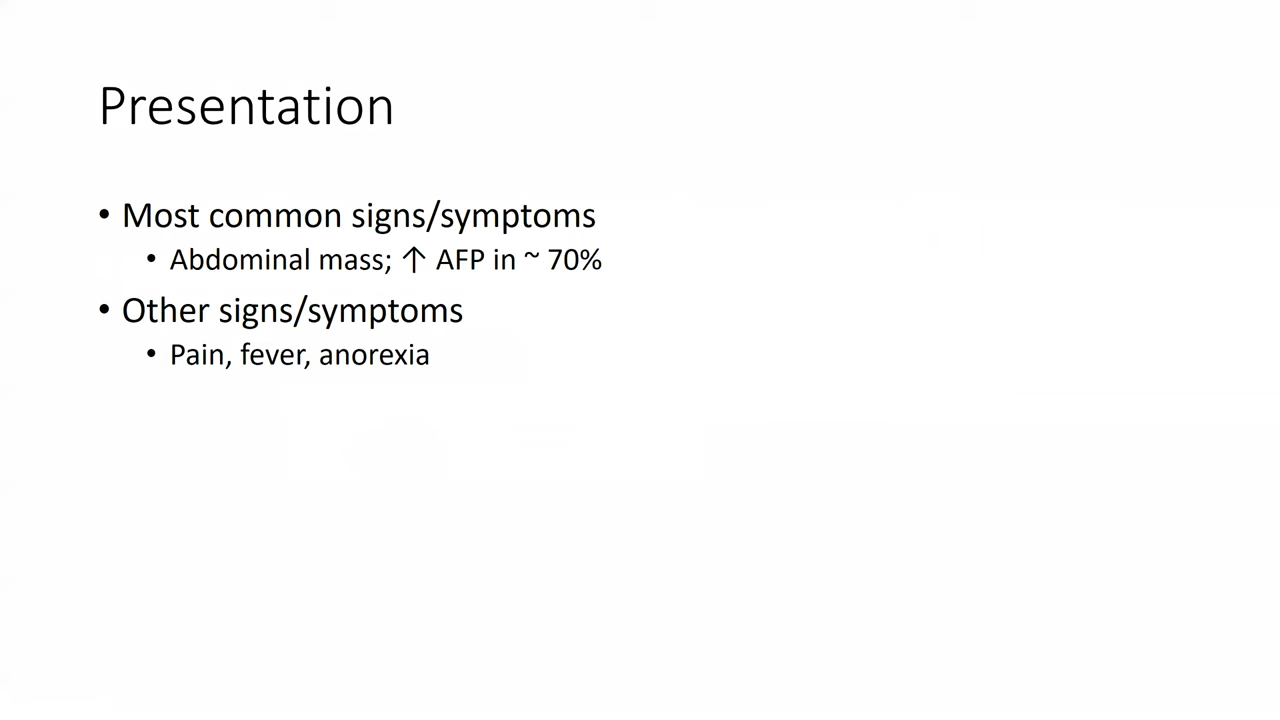 Presentation
• Most common signs/symptoms
• Abdominal mass; ↑ AFP in ~ 70%
• Other signs/symptoms
• Pain, fever, anorexia